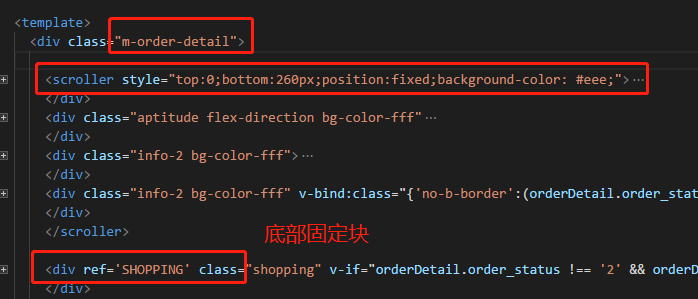 <template>
<div class="m-order-detail">
<scroller style="top:0;bottom:260px;position:fixed;background-color: #eee;">…
</div>
<div class="aptitude flex-direction bg-color-fff"…
</div>
<div class="info-2 bg-color-fff">…
</div>
<div class="info-2 bg-color-fff" v-bind:class="{'no-b-border':(orderDetail.order_stat
</div>
</scroller>
底部固定块
<div ref='SHOPPING' class="shopping" v-if="orderDetail.order_status !== '2' && orderD
</div>